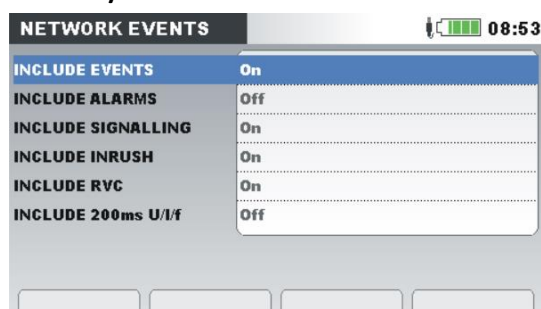 NETWORK EVENTS 08:53
INCLUDE EVENTS On
INCLUDE ALARMS Off
INCLUDE SIGNALLING On
INCLUDE INRUSH On
INCLUDE RVC On
INCLUDE 200ms U/I/f Off